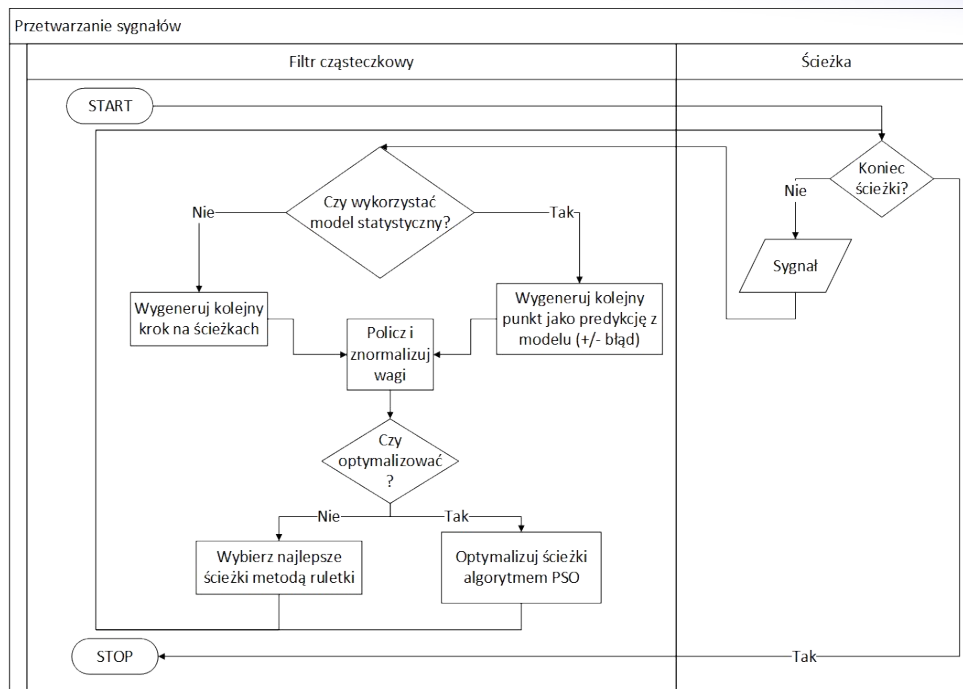 Przetwarzanie sygnałów
Filtr cząsteczkowy
Ścieżka
START
Koniec
ścieżki?
Czy wykorzystać
model statystyczny?
Nie
Tak
Nie
Sygnał
Wygeneruj kolejny
krok na ścieżkach
Wygeneruj kolejny
punkt jako predykcję z
modelu (+/- błąd)
Policz i
znormalizuj
wagi
Czy
optymalizować
?
Nie
Tak
Wybierz najlepsze
ścieżki metodą ruletki
Optymalizuj ścieżki
algorytmem PSO
STOP
Tak